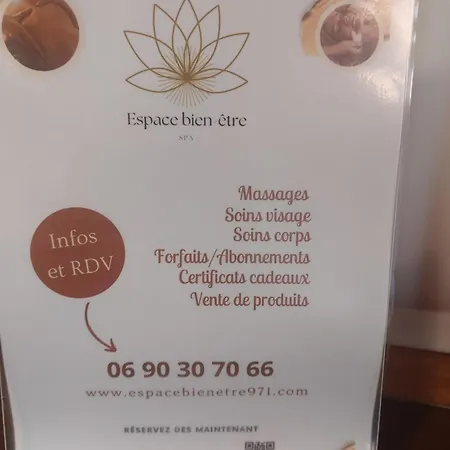 Espace bien-être
SPA
Massages
Soins visage
Soins corps
Forfaits/Abonnements
Certificats cadeaux
Vente de produits
Infos
et RDV
06 90 30 70 66
www.espacebienetre971.com
RÉSERVEZ DES MAINTENANT